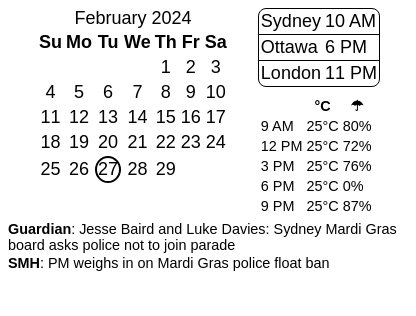 February 2024
Su Mo Tu We Th Fr Sa
1 2 3
4 5 6 7 8 9 10
11 12 13 14 15 16 17
18 19 20 21 22 23 24
25 26 27 28 29
Sydney 10 AM
Ottawa 6 PM
London 11 PM
°C ☂
9 AM 25°C 80%
12 PM 25°C 72%
3 PM 25°C 76%
6 PM 25°C 0%
9 PM 25°C 87%
Guardian: Jesse Baird and Luke Davies: Sydney Mardi Gras
board asks police not to join parade
SMH: PM weighs in on Mardi Gras police float ban